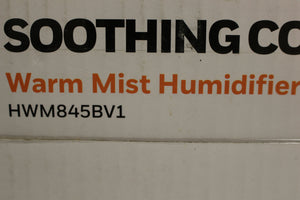 SOOTHING CO
Warm Mist Humidifier
HWM845BV1